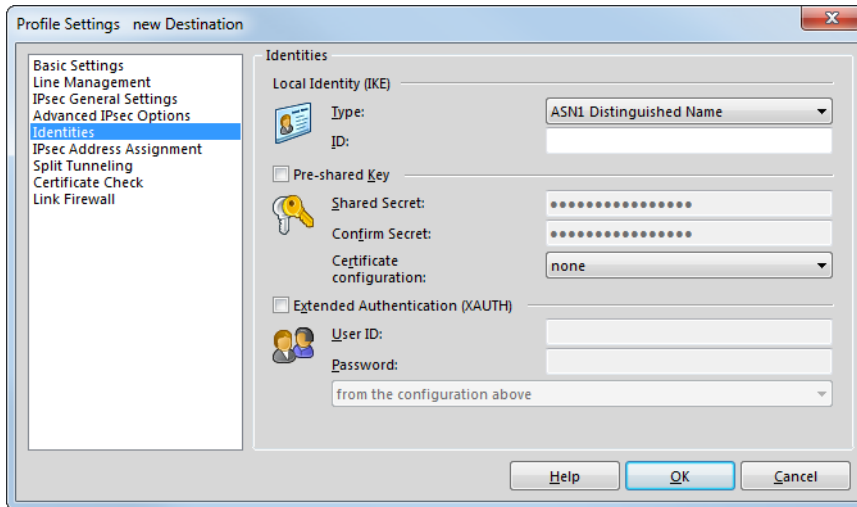 Profile Settings new Destination
Basic Settings
Line Management
IPsec General Settings
Advanced IPsec Options
Identities
IPsec Address Assignment
Split Tunneling
Certificate Check
Link Firewall
Identities
Local Identity (IKE)
Type: ASN1 Distinguished Name
ID:
Pre-shared Key
Shared Secret: ●●●●●●●●●●●●●●●●
Confirm Secret: ●●●●●●●●●●●●●●●●
Certificate
configuration: none
Extended Authentication (XAUTH)
User ID:
Password:
from the configuration above
Help OK Cancel